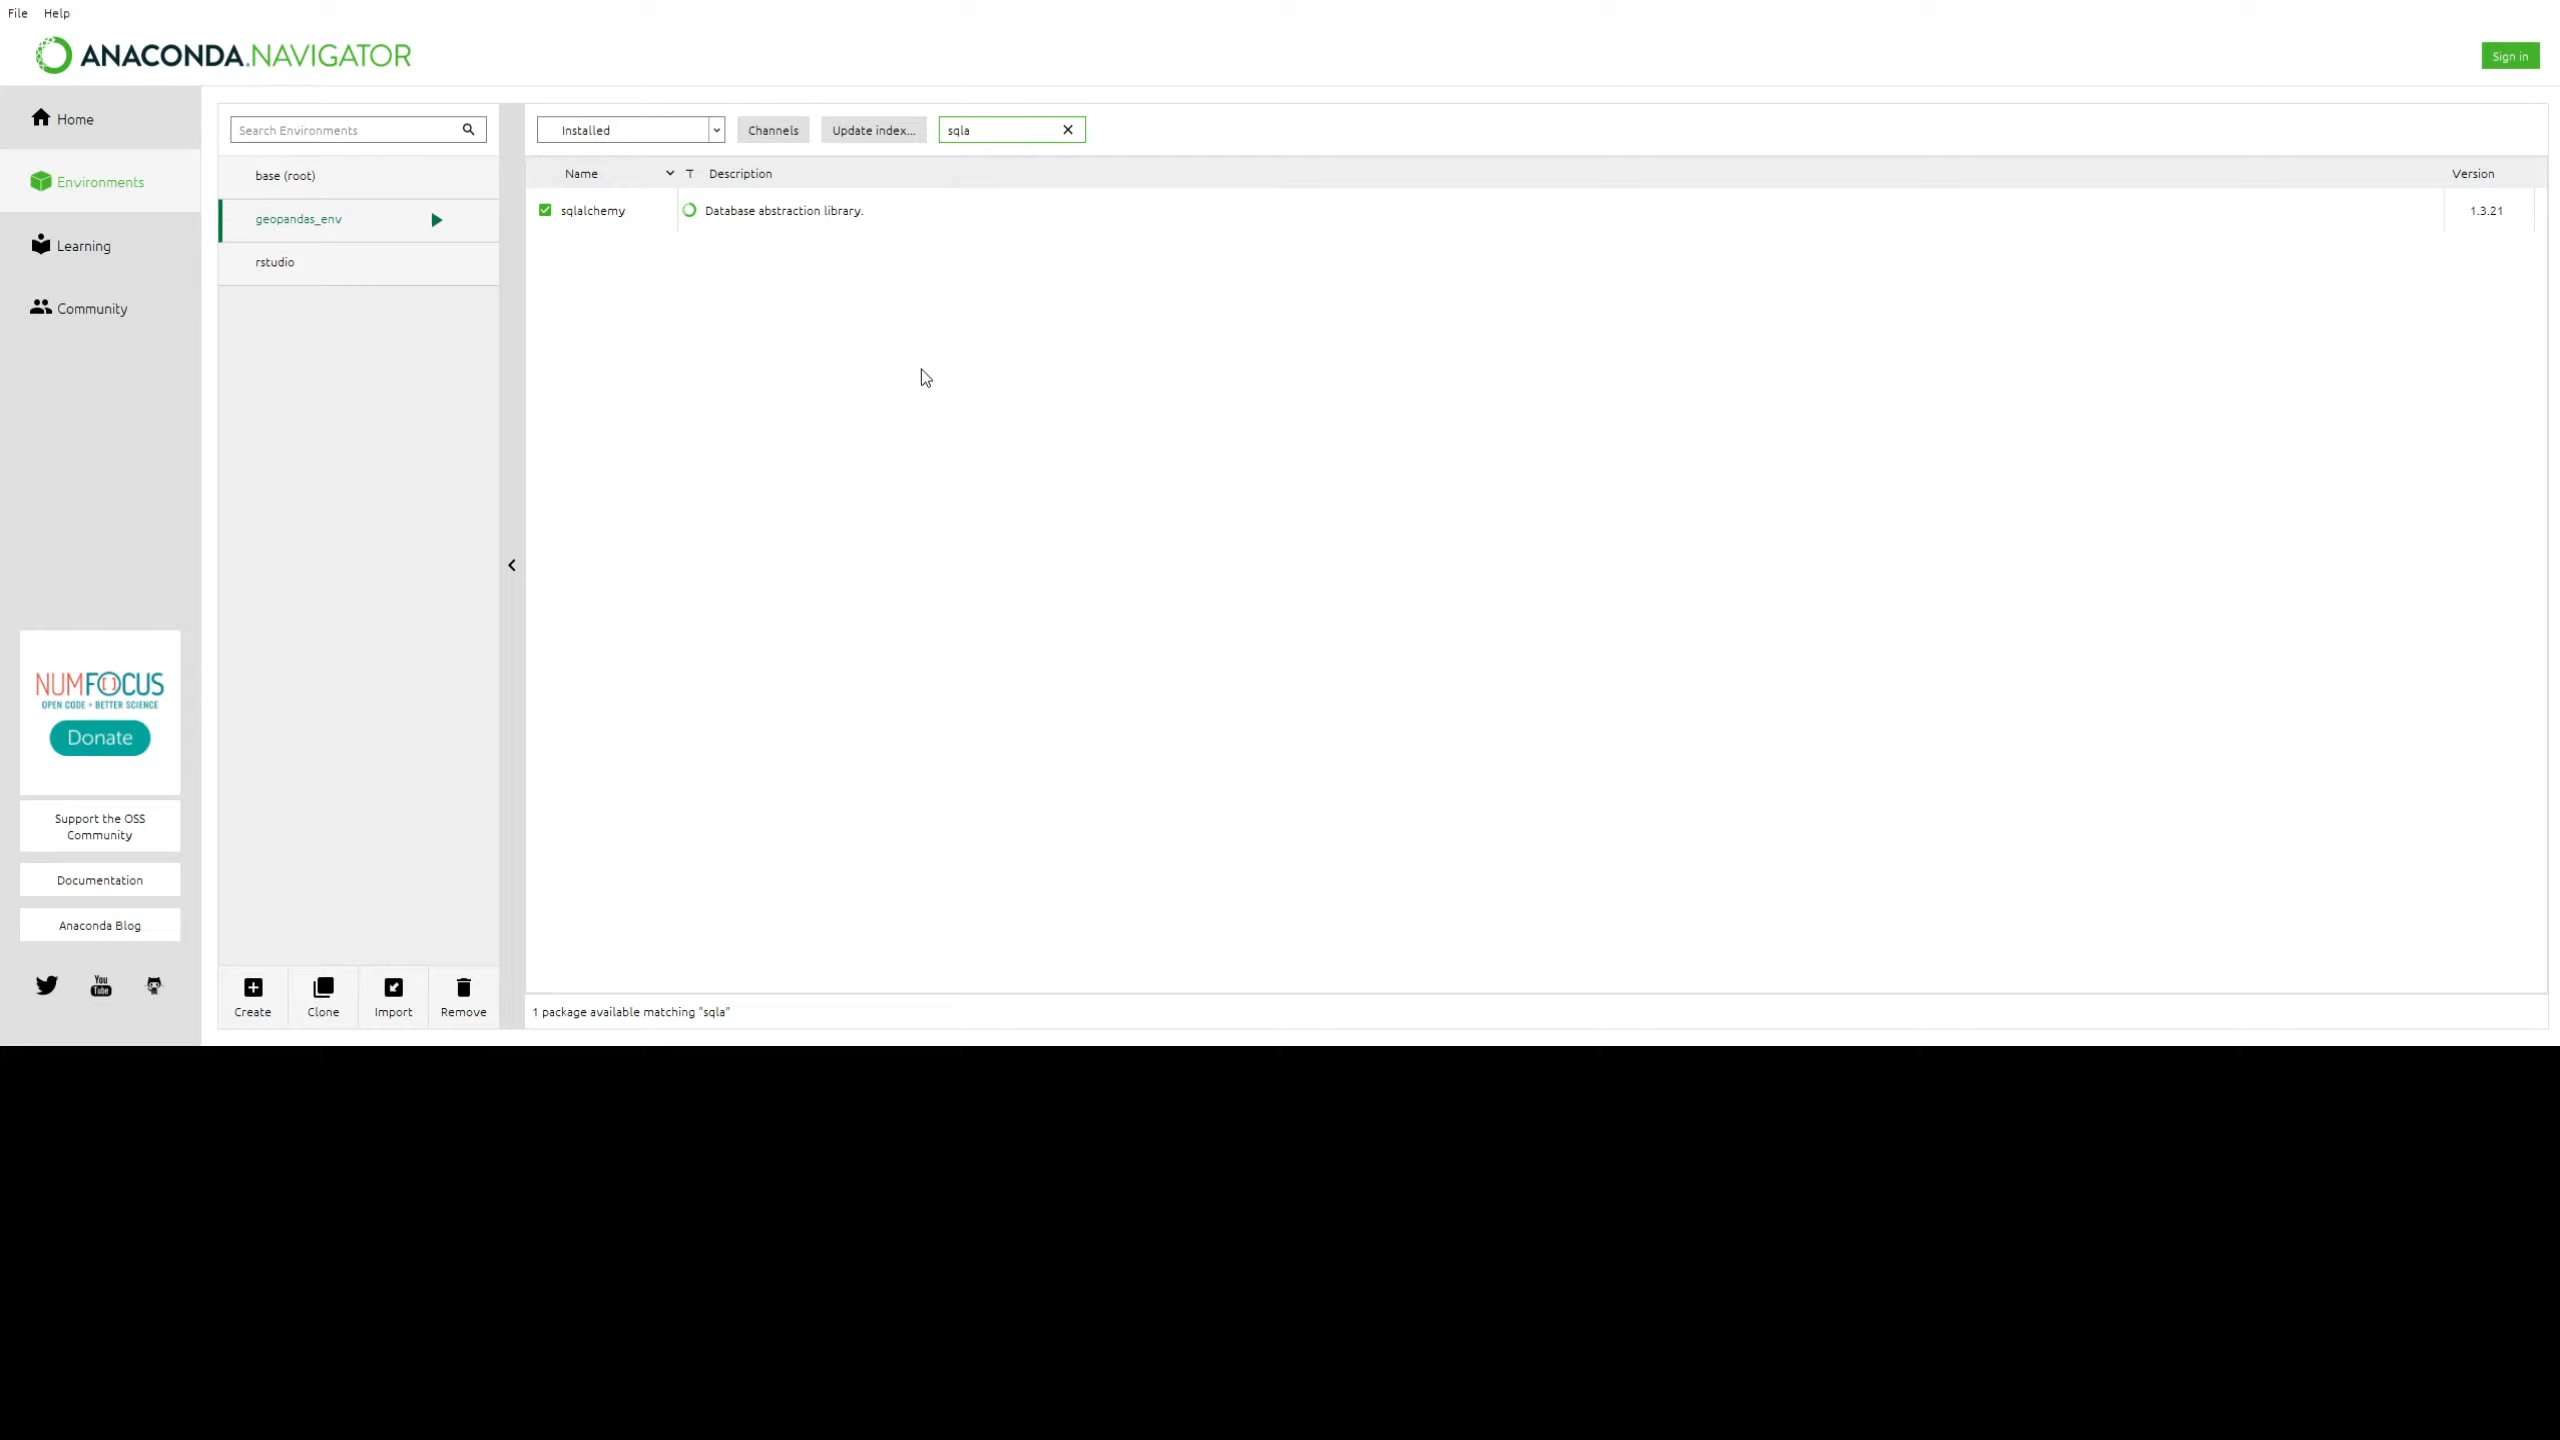 File Help
ANACONDA.NAVIGATOR
Sign in
Home
Environments
Learning
Community
NUMFOCUS
OPEN CODE = BETTER SCIENCE
Donate
Support the OSS
Community
Documentation
Anaconda Blog
You
Tube
Search Environments
base (root)
geopandas_env
rstudio
Create Clone Import Remove
Installed Channels Update index... sqla
Name T Description Version
sqlalchemy Database abstraction library. 1.3.21
1 package available matching "sqla"